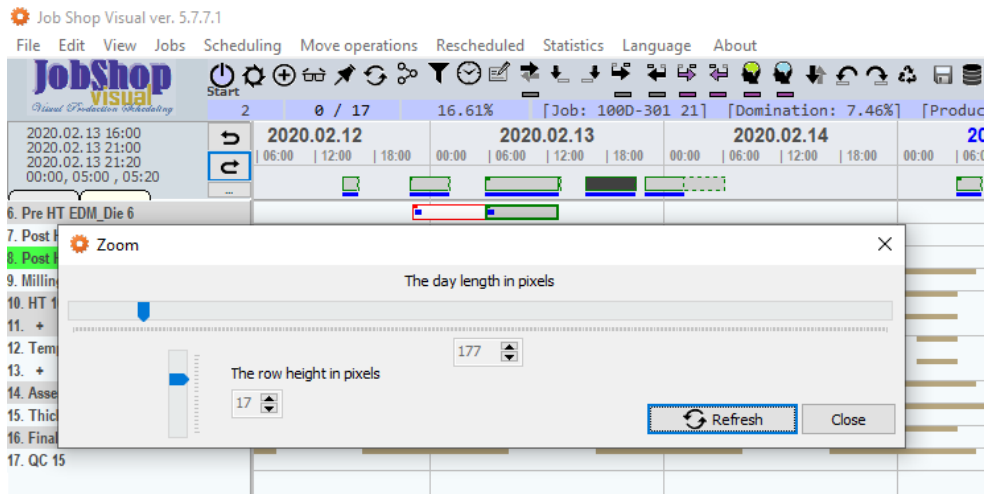 Job Shop Visual ver. 5.7.7.1
File Edit View Jobs Scheduling Move operations Rescheduled Statistics Language About
JobShop
VISUAL
Visual Production Scheduling
Start
2 0 / 17 16.61% [Job: 100D-301 21] [Domination: 7.46%] [Produc
2020.02.13 16:00
2020.02.13 21:00
2020.02.13 21:20
00:00, 05:00 , 05:20
...
2020.02.12 2020.02.13 2020.02.14 20
06:00 12:00 18:00 00:00 06:00 12:00 18:00 00:00 06:00 12:00 18:00 00:00 06:0
6. Pre HT EDM_Die 6
7. Post H
8. Post H
9. Milling
10. HT 1
11. +
12. Temp
13. +
14. Asse
15. Thic
16. Final
17. QC 15
Zoom
The day length in pixels
177
The row height in pixels
17
Refresh
Close